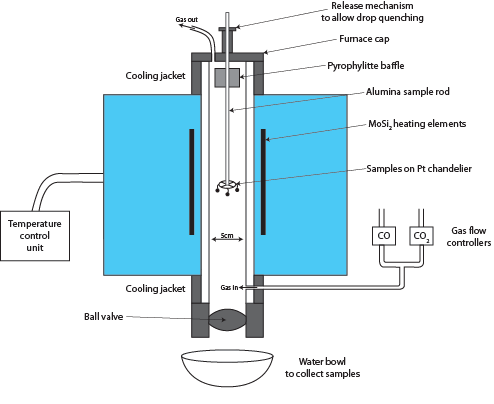 Release mechanism
to allow drop quenching
Gas out
Furnace cap
Pyrophylitte baffle
Cooling jacket
Alumina sample rod
MoSi2 heating elements
Samples on Pt chandelier
Temperature
control
unit
5cm
CO
CO2
Gas flow
controllers
Cooling jacket
Gas in
Ball valve
Water bowl
to collect samples